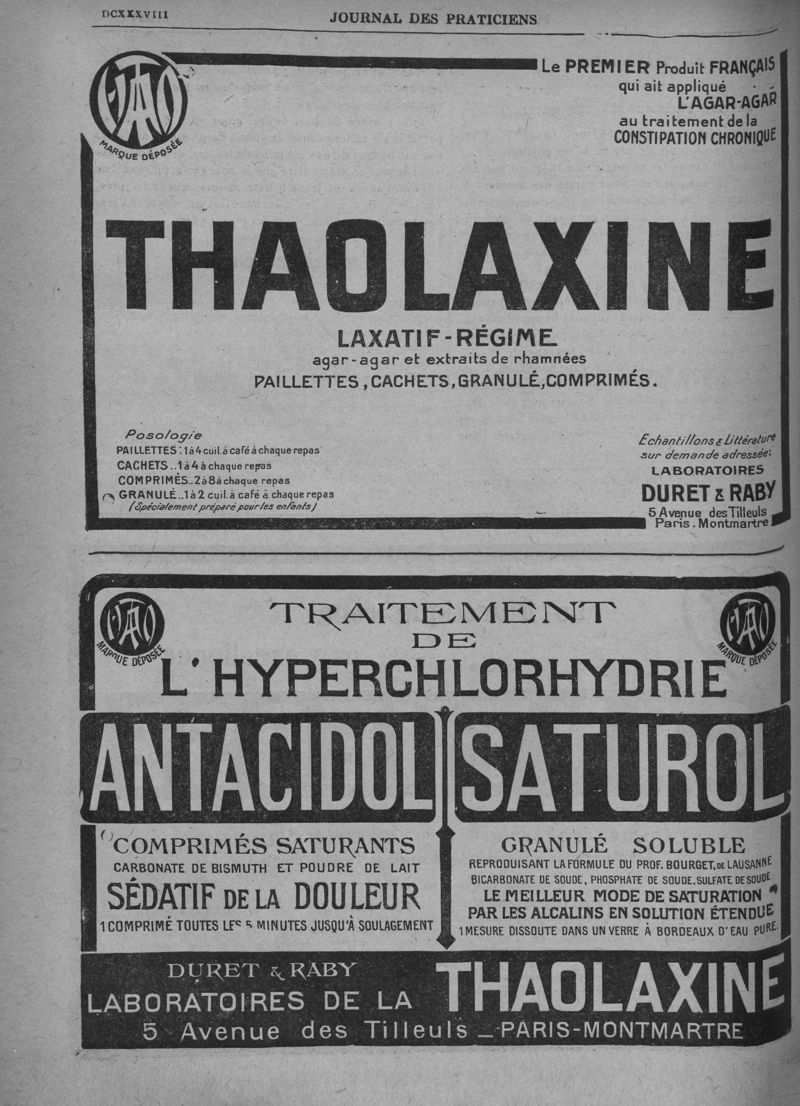 DCXXXVIII
JOURNAL DES PRATICIENS
THAO
MARQUE DÉPOSÉE
Le PREMIER Produit FRANÇAIS
qui ait appliqué
L'AGAR-AGAR
au traitement de la
CONSTIPATION CHRONIQUE
THAOLAXINE
LAXATIF-RÉGIME
agar-agar et extraits de rhamnées
PAILLETTES, CACHETS, GRANULÉ, COMPRIMÉS.
Posologie
PAILLETTES : 1 à 4 cuil. à café à chaque repas
CACHETS .. 1 à 4 à chaque repas
COMPRIMÉS .. 2 à 8 à chaque repas
GRANULÉ .. 1 à 2 cuil. à café à chaque repas
(Spécialement préparé pour les enfants)
Echantillons & Littérature
sur demande adressée:
LABORATOIRES
DURET & RABY
5 Avenue des Tilleuls
Paris. Montmartre
THAO
MARQUE DÉPOSÉE
THAO
MARQUE DÉPOSÉE
TRAITEMENT
DE
L'HYPERCHLORHYDRIE
ANTACIDOL
COMPRIMÉS SATURANTS
CARBONATE DE BISMUTH ET POUDRE DE LAIT
SÉDATIF DE LA DOULEUR
1 COMPRIMÉ TOUTES LES 5 MINUTES JUSQU'À SOULAGEMENT
SATUROL
GRANULÉ SOLUBLE
REPRODUISANT LA FORMULE DU PROF. BOURGET, DE LAUSANNE
BICARBONATE DE SOUDE, PHOSPHATE DE SOUDE, SULFATE DE SOUDE
LE MEILLEUR MODE DE SATURATION
PAR LES ALCALINS EN SOLUTION ÉTENDUE
1 MESURE DISSOUTE DANS UN VERRE À BORDEAUX D'EAU PURE.
DURET & RABY
LABORATOIRES DE LA THAOLAXINE
5 Avenue des Tilleuls _ PARIS-MONTMARTRE